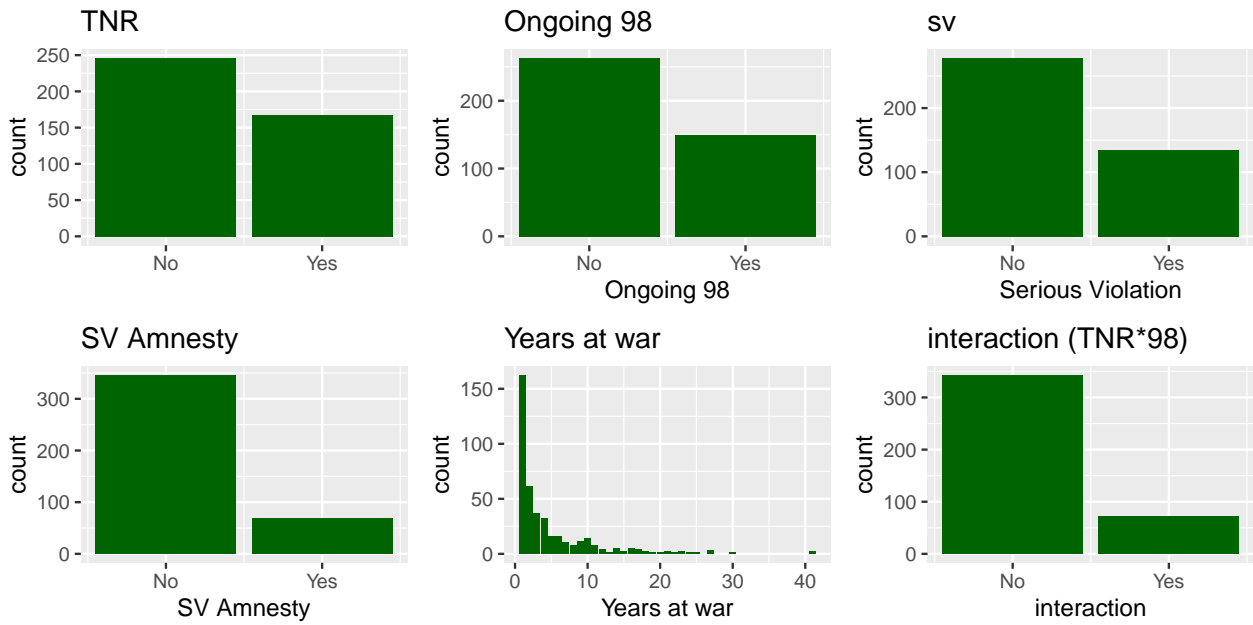 TNR
count
250
200
150
100
50
0
No Yes
Ongoing 98
count
200
100
0
No Yes
Ongoing 98
sv
count
200
100
0
No Yes
Serious Violation
SV Amnesty
count
300
200
100
0
No Yes
SV Amnesty
Years at war
count
150
100
50
0
0 10 20 30 40
Years at war
interaction (TNR*98)
count
300
200
100
0
No Yes
interaction